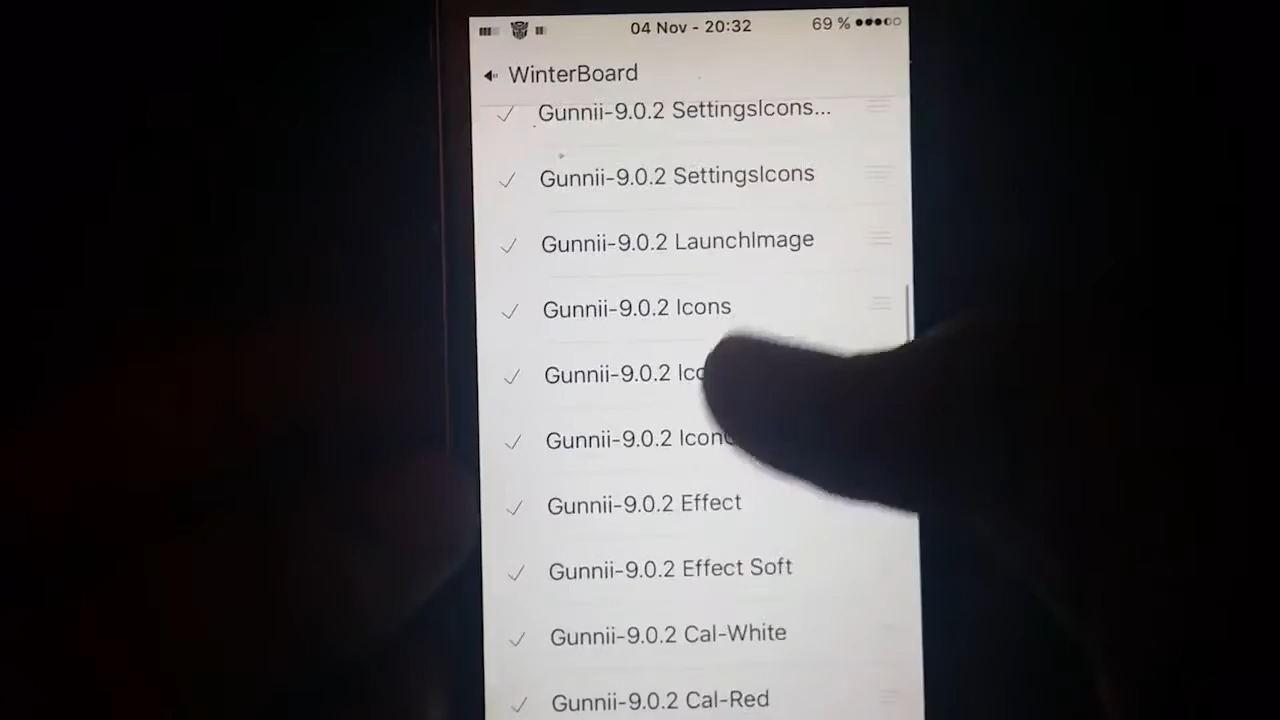 04 Nov - 20:32
69 %
WinterBoard
Gunnii-9.0.2 SettingsIcons...
Gunnii-9.0.2 SettingsIcons
Gunnii-9.0.2 LaunchImage
Gunnii-9.0.2 Icons
Gunnii-9.0.2
Gunnii-9.0.2
Gunnii-9.0.2 Effect
Gunnii-9.0.2 Effect Soft
Gunnii-9.0.2 Cal-White
Gunnii-9.0.2 Cal-Red